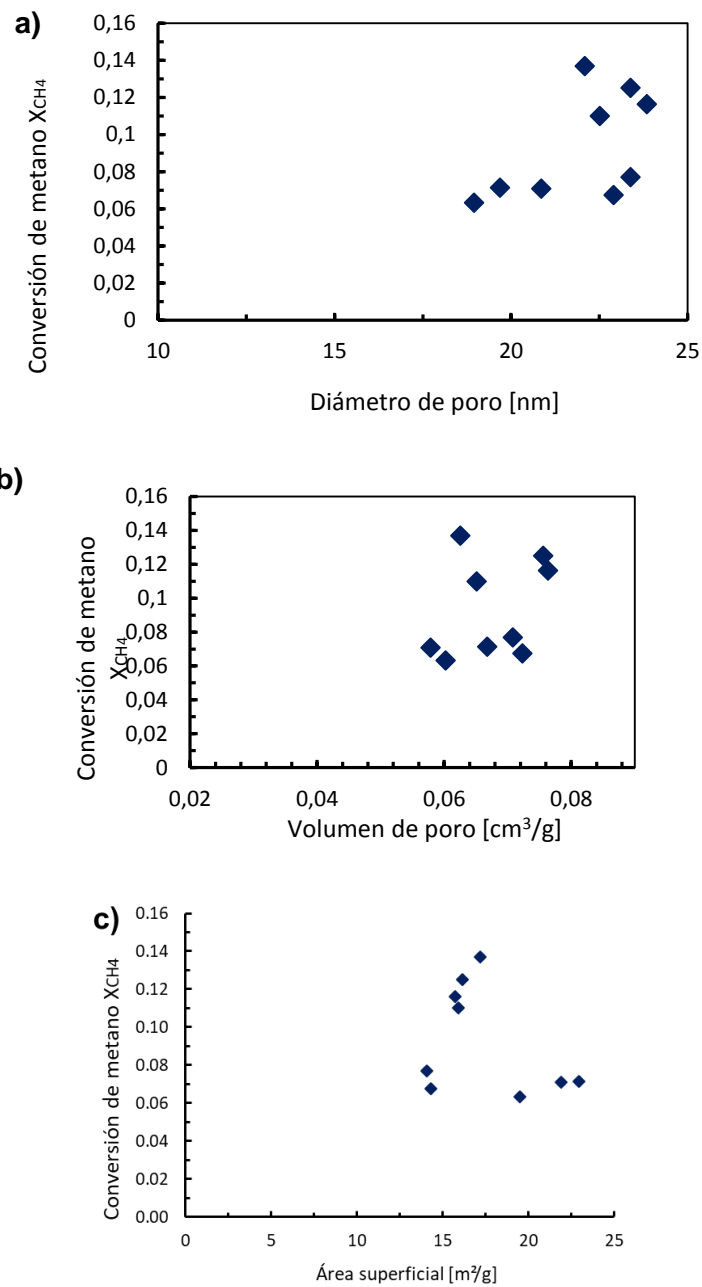 a)
Conversión de metano XCH4
0,16
0,14
0,12
0,1
0,08
0,06
0,04
0,02
0
10 15 20 25
Diámetro de poro [nm]
b)
Conversión de metano
XCH4
0,16
0,14
0,12
0,1
0,08
0,06
0,04
0,02
0
0,02 0,04 0,06 0,08
Volumen de poro [cm³/g]
c)
Conversión de metano XCH4
0.16
0.14
0.12
0.10
0.08
0.06
0.04
0.02
0.00
0 5 10 15 20 25
Área superficial [m²/g]